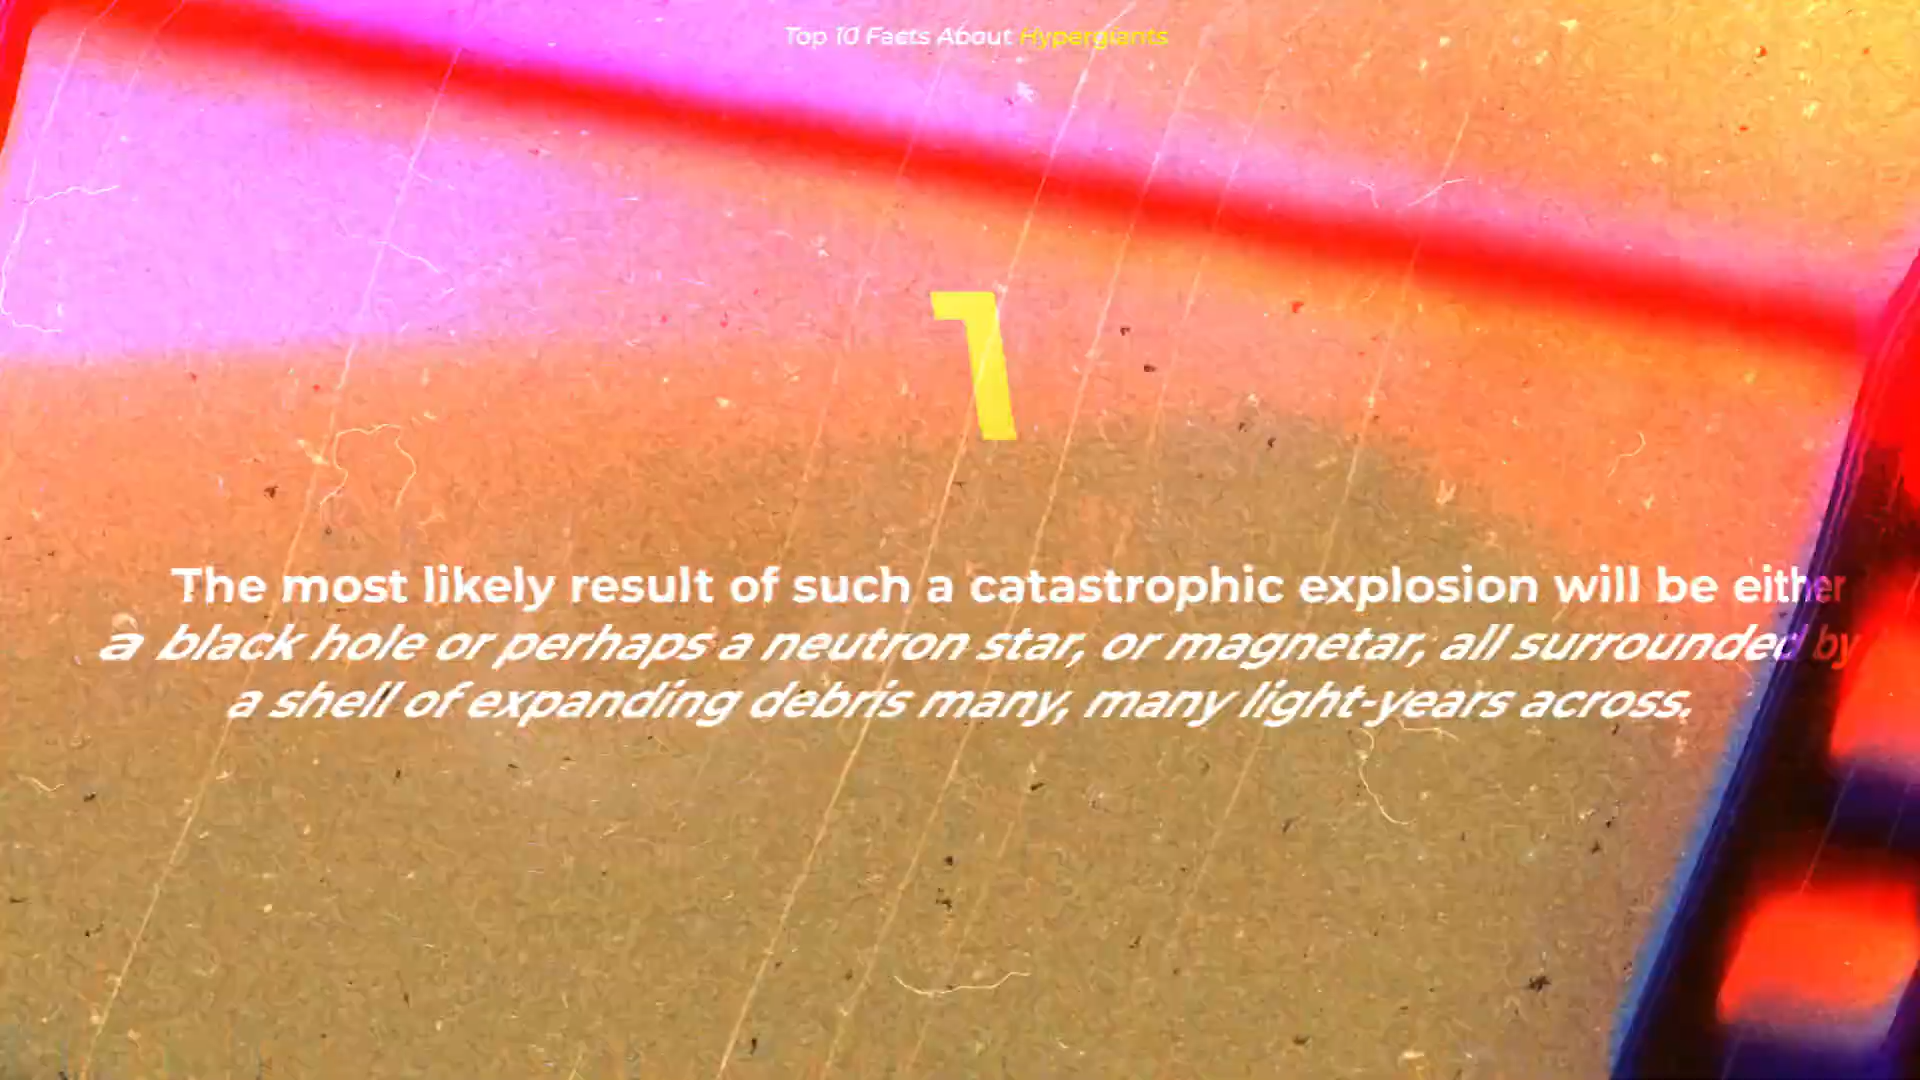 Top 10 Facts About Hypergiants
1
The most likely result of such a catastrophic explosion will be either
a black hole or perhaps a neutron star, or magnetar, all surrounded by
a shell of expanding debris many, many light-years across.